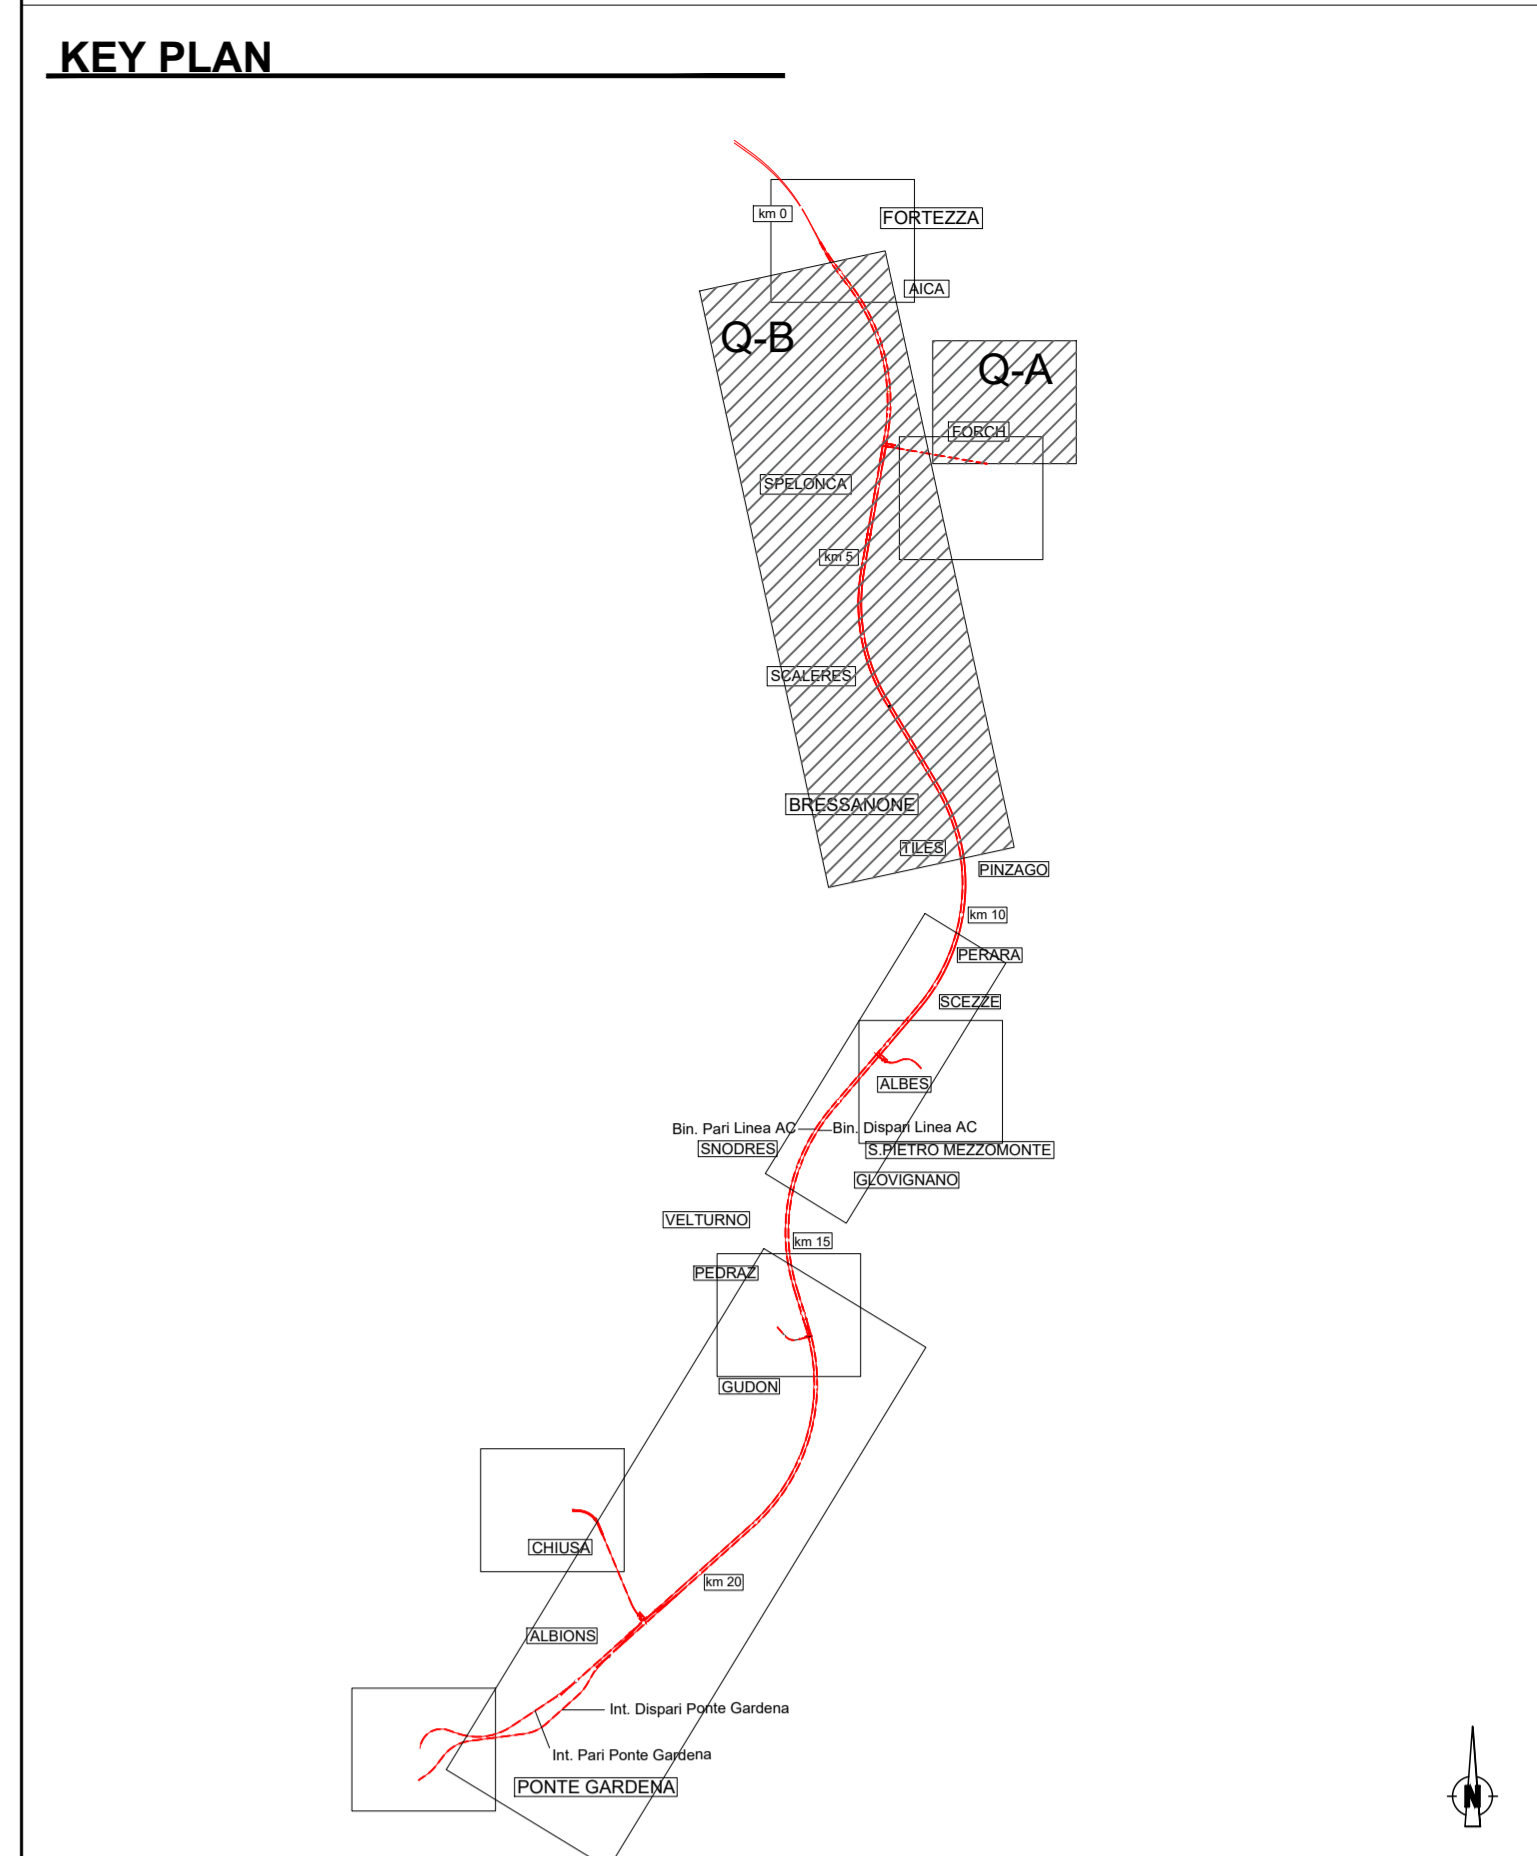 KEY PLAN
km 0
FORTEZZA
AICA
Q-B
Q-A
FORCH
SPELONCA
km 5
SCALERES
BRESSANONE
TILES
PINZAGO
km 10
PERARA
SCEZZE
ALBES
Bin. Pari Linea AC
Bin. Dispari Linea AC
SNODRES
S.PIETRO MEZZOMONTE
GLOVIGNANO
VELTURNO
km 15
PEDRAZ
GUDON
CHIUSA
km 20
ALBIONS
Int. Dispari Ponte Gardena
Int. Pari Ponte Gardena
PONTE GARDENA
N